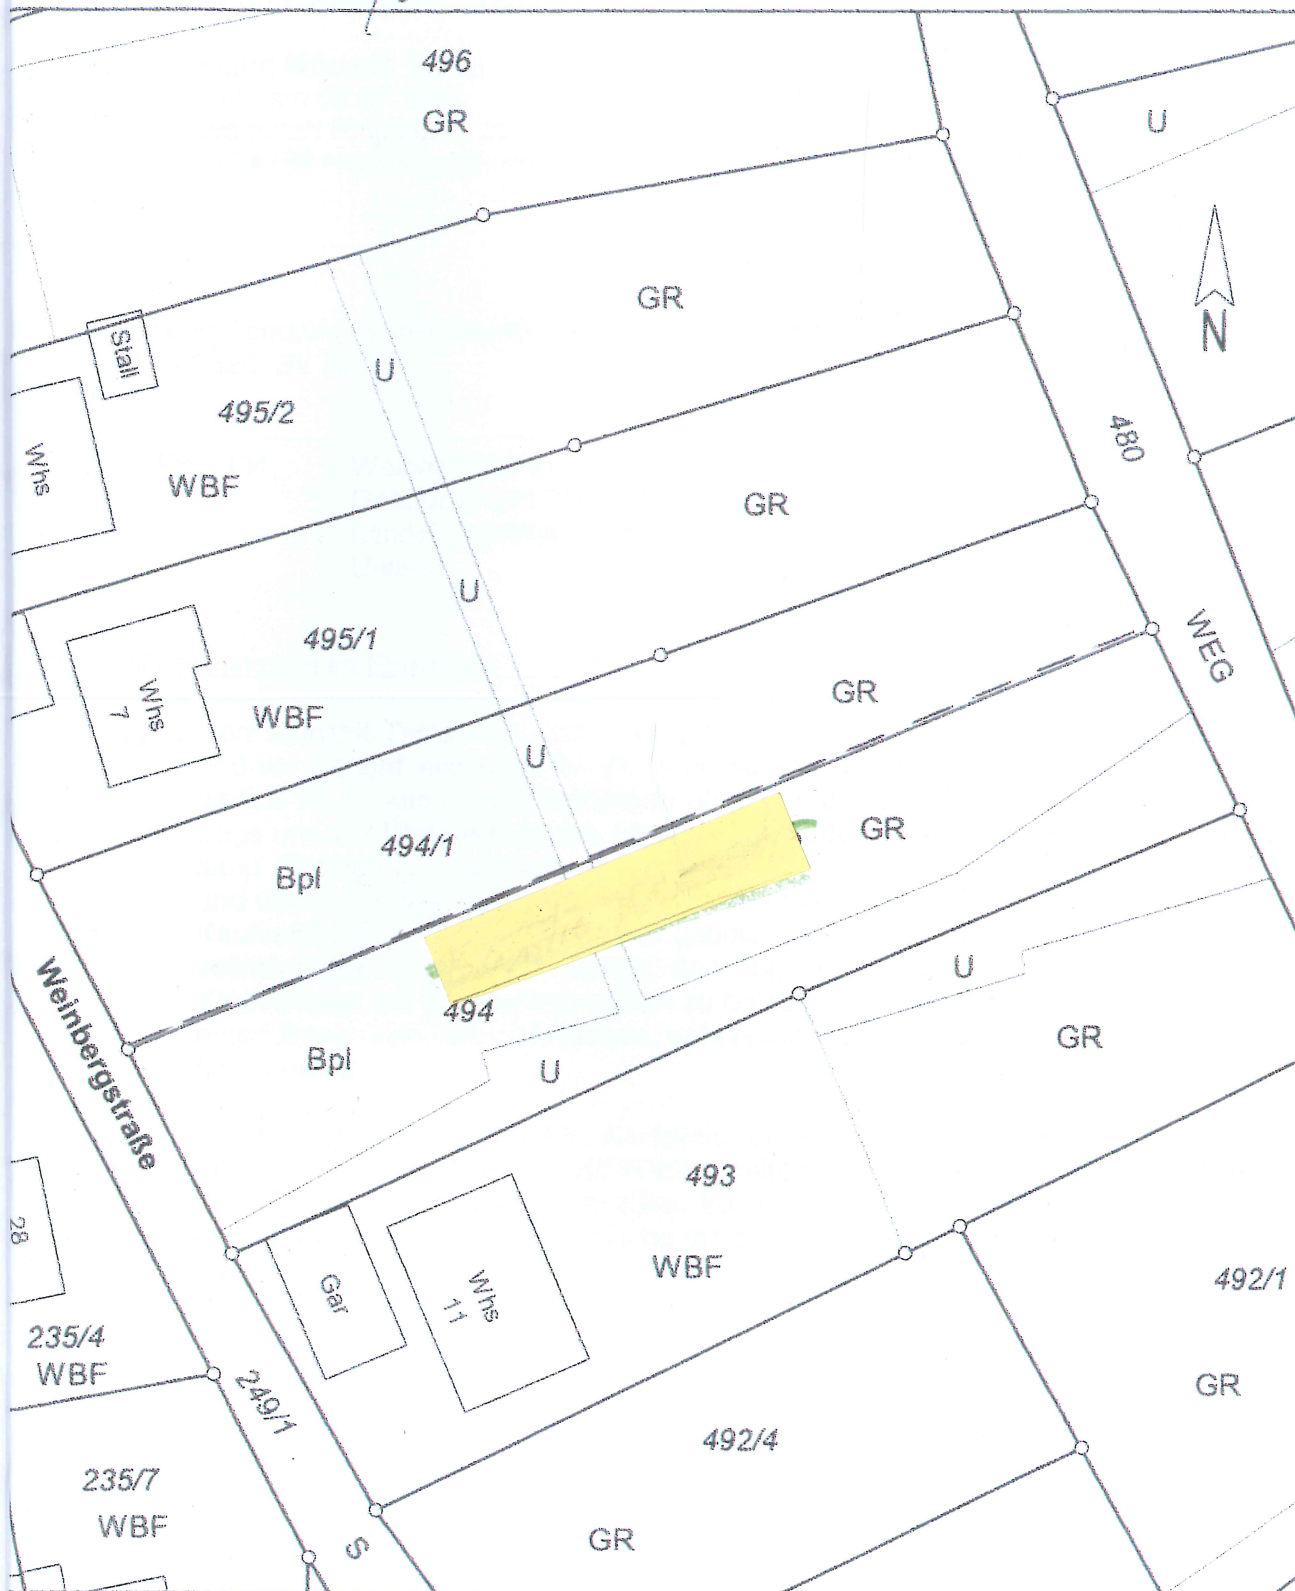 496
GR
U
GR
N
Stall
U
495/2
480
Whs
WBF
GR
U
495/1
WEG
Whs
7
WBF
GR
U
494/1
GR
Bpl
Weinbergstraße
494
U
Bpl
U
GR
493
28
WBF
Gar
Whs
11
492/1
235/4
WBF
249/1
GR
492/4
235/7
WBF
GR
S